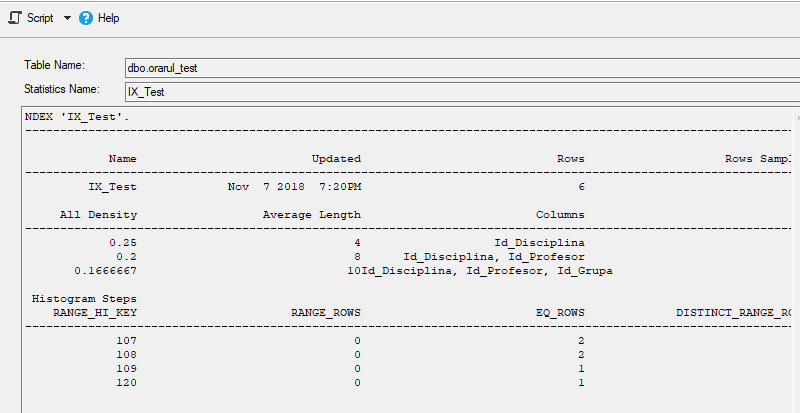 Script Help
Table Name: dbo.orarul_test
Statistics Name: IX_Test
NDEX 'IX_Test'.
Name Updated Rows Rows Sampl
IX_Test Nov 7 2018 7:20PM 6
All Density Average Length Columns
0.25 4 Id_Disciplina
0.2 8 Id_Disciplina, Id_Profesor
0.1666667 10Id_Disciplina, Id_Profesor, Id_Grupa
Histogram Steps
RANGE_HI_KEY RANGE_ROWS EQ_ROWS DISTINCT_RANGE_RO
107 0 2
108 0 2
109 0 1
120 0 1